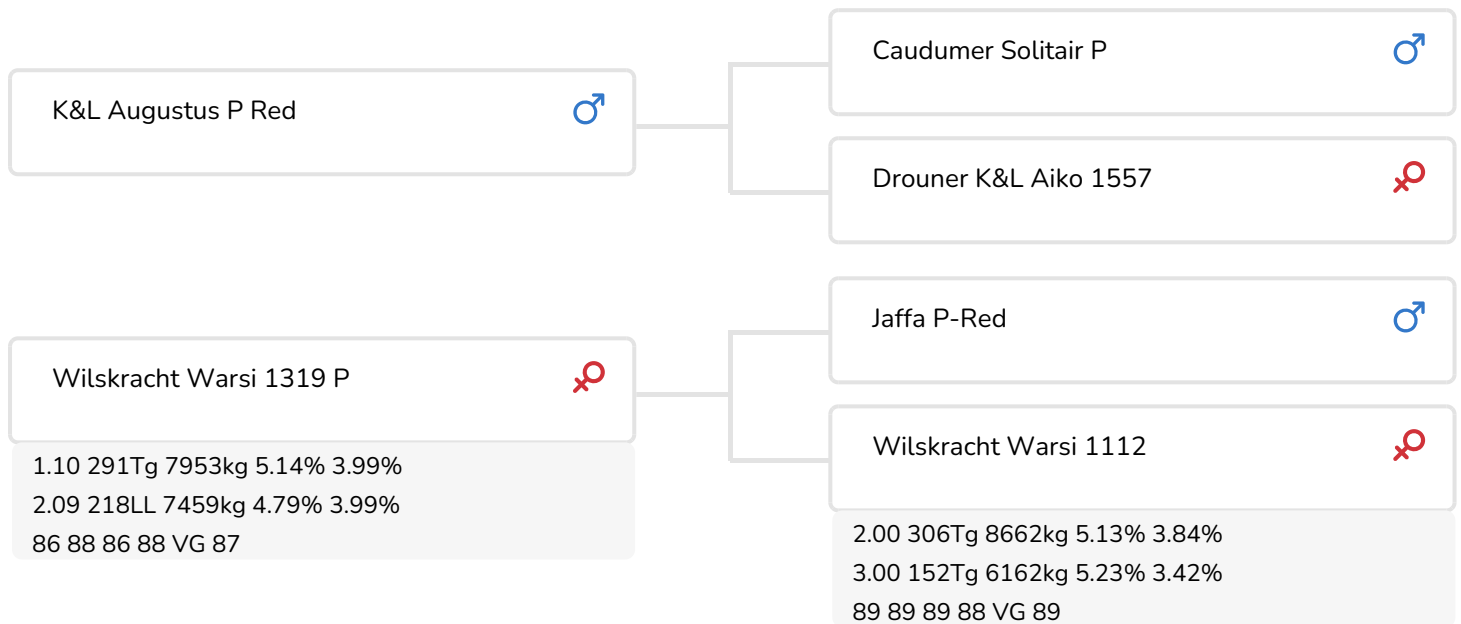 K&L Augustus P Red
Caudumer Solitair P
Drouner K&L Aiko 1557
Wilskracht Warsi 1319 P
1.10 291Tg 7953kg 5.14% 3.99%
2.09 218LL 7459kg 4.79% 3.99%
86 88 86 88 VG 87
Jaffa P-Red
Wilskracht Warsi 1112
2.00 306Tg 8662kg 5.13% 3.84%
3.00 152Tg 6162kg 5.23% 3.42%
89 89 89 88 VG 89